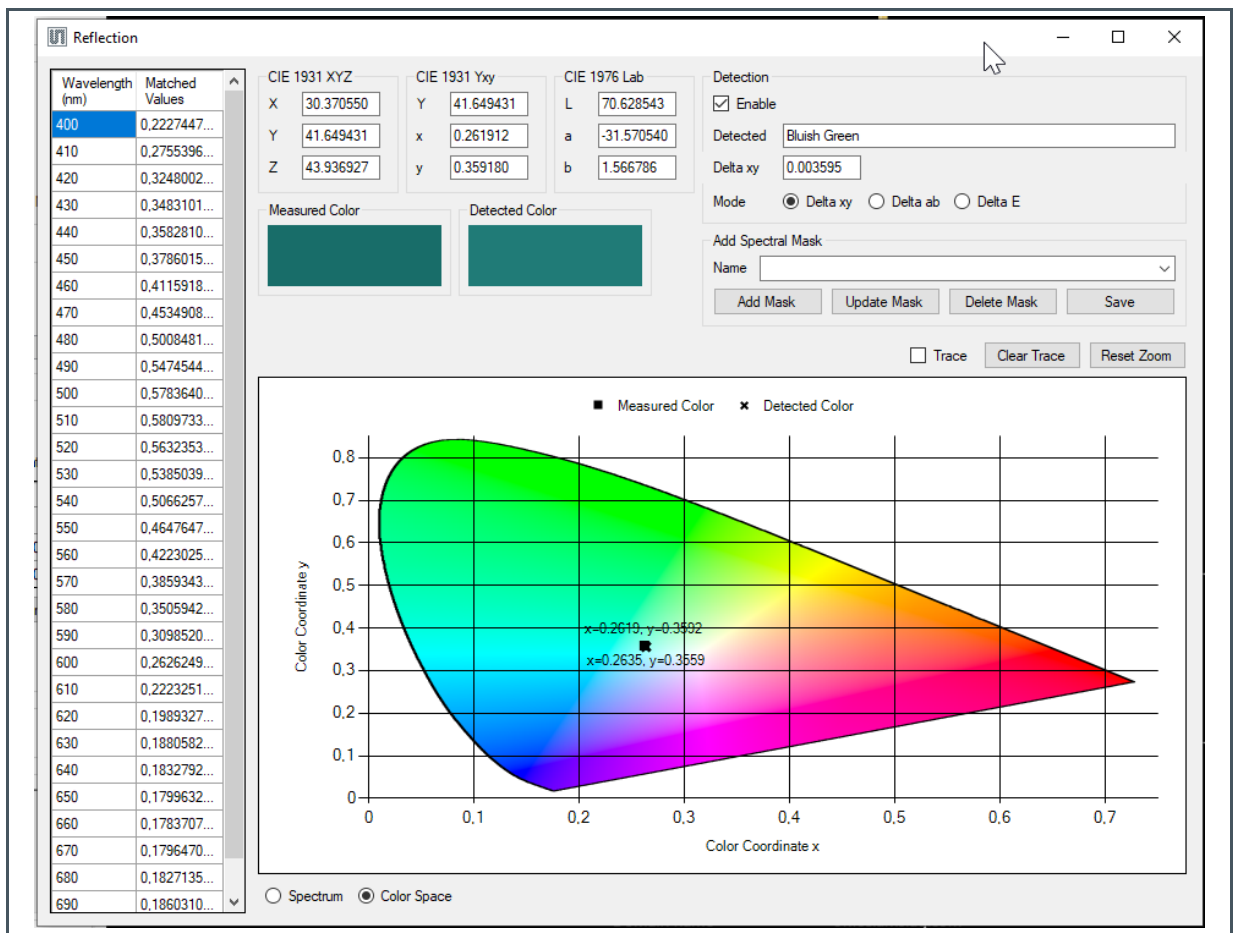 Reflection
Wavelength (nm) Matched Values
400 0,2227447...
410 0,2755396...
420 0,3248002...
430 0,3483101...
440 0,3582810...
450 0,3786015...
460 0,4115918...
470 0,4534908...
480 0,5008481...
490 0,5474544...
500 0,5783640...
510 0,5809733...
520 0,5632353...
530 0,5385039...
540 0,5066257...
550 0,4647647...
560 0,4223025...
570 0,3859343...
580 0,3505942...
590 0,3098520...
600 0,2626249...
610 0,2223251...
620 0,1989327...
630 0,1880582...
640 0,1832792...
650 0,1799632...
660 0,1783707...
670 0,1796470...
680 0,1827135...
690 0,1860310...
CIE 1931 XYZ
X 30.370550
Y 41.649431
Z 43.936927
CIE 1931 Yxy
Y 41.649431
x 0.261912
y 0.359180
CIE 1976 Lab
L 70.628543
a -31.570540
b 1.566786
Detection
Enable
Detected Bluish Green
Delta xy 0.003595
Mode Delta xy Delta ab Delta E
Measured Color
Detected Color
Add Spectral Mask
Name
Add Mask Update Mask Delete Mask Save
Trace Clear Trace Reset Zoom
Measured Color Detected Color
0,8
0,7
0,6
0,5
0,4
0,3
0,2
0,1
0
Color Coordinate y
x=0.2619, y=0.3592
x=0.2635, y=0.3559
0 0,1 0,2 0,3 0,4 0,5 0,6 0,7
Color Coordinate x
Spectrum Color Space